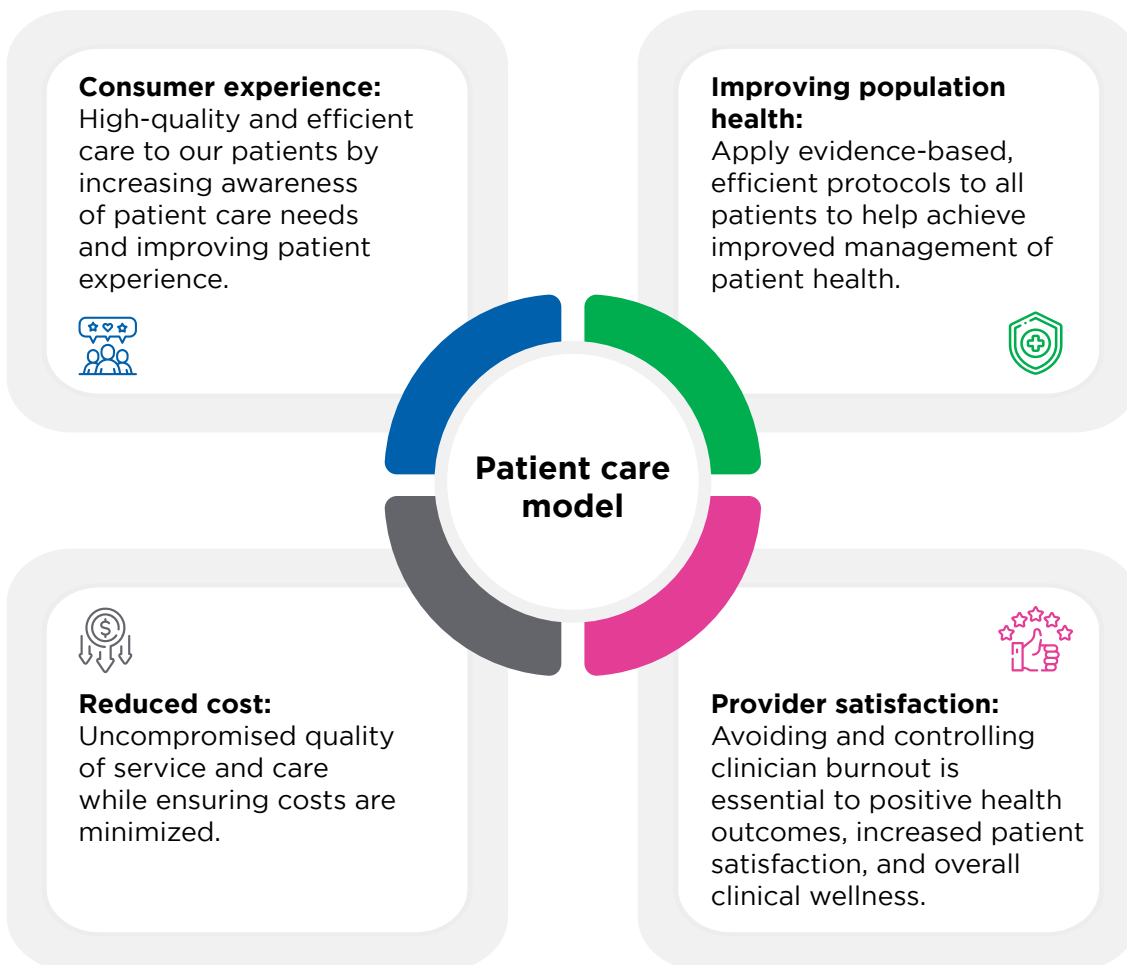 Consumer experience:
High-quality and efficient
care to our patients by
increasing awareness
of patient care needs
and improving patient
experience.
Improving population
health:
Apply evidence-based,
efficient protocols to all
patients to help achieve
improved management of
patient health.
Patient care
model
Reduced cost:
Uncompromised quality
of service and care
while ensuring costs are
minimized.
Provider satisfaction:
Avoiding and controlling
clinician burnout is
essential to positive health
outcomes, increased patient
satisfaction, and overall
clinical wellness.